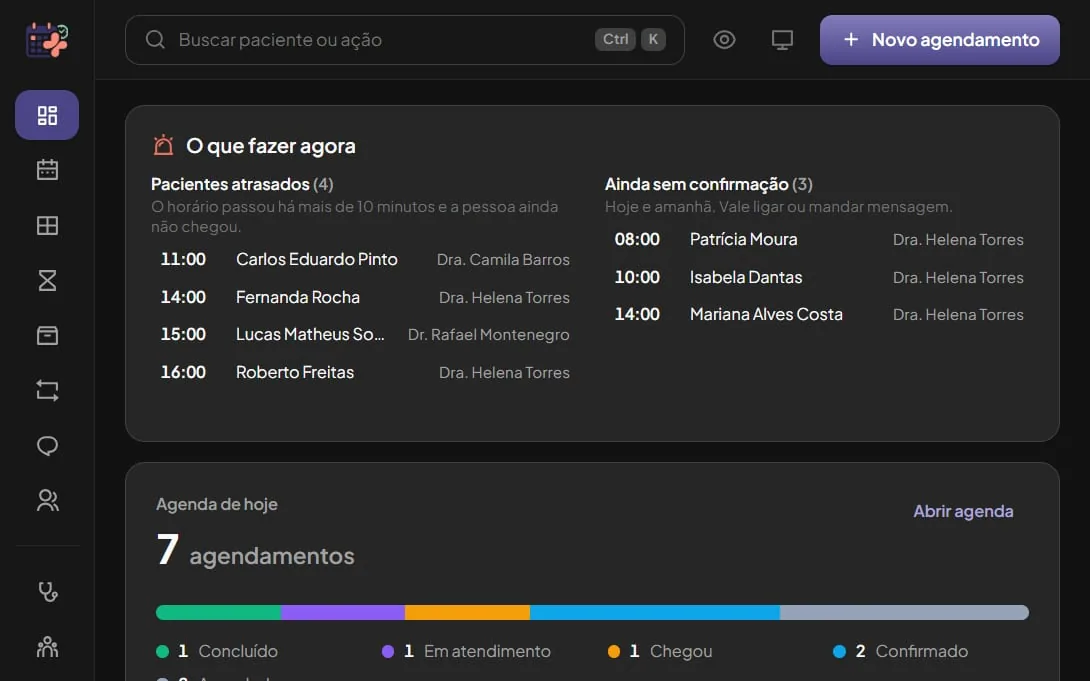 Buscar paciente ou ação
Ctrl K
+ Novo agendamento
O que fazer agora
Pacientes atrasados (4)
O horário passou há mais de 10 minutos e a pessoa ainda
não chegou.
11:00 Carlos Eduardo Pinto Dra. Camila Barros
14:00 Fernanda Rocha Dra. Helena Torres
15:00 Lucas Matheus So... Dr. Rafael Montenegro
16:00 Roberto Freitas Dra. Helena Torres
Ainda sem confirmação (3)
Hoje e amanhã. Vale ligar ou mandar mensagem.
08:00 Patrícia Moura Dra. Helena Torres
10:00 Isabela Dantas Dra. Helena Torres
14:00 Mariana Alves Costa Dra. Helena Torres
Agenda de hoje
Abrir agenda
7 agendamentos
1 Concluído 1 Em atendimento 1 Chegou 2 Confirmado